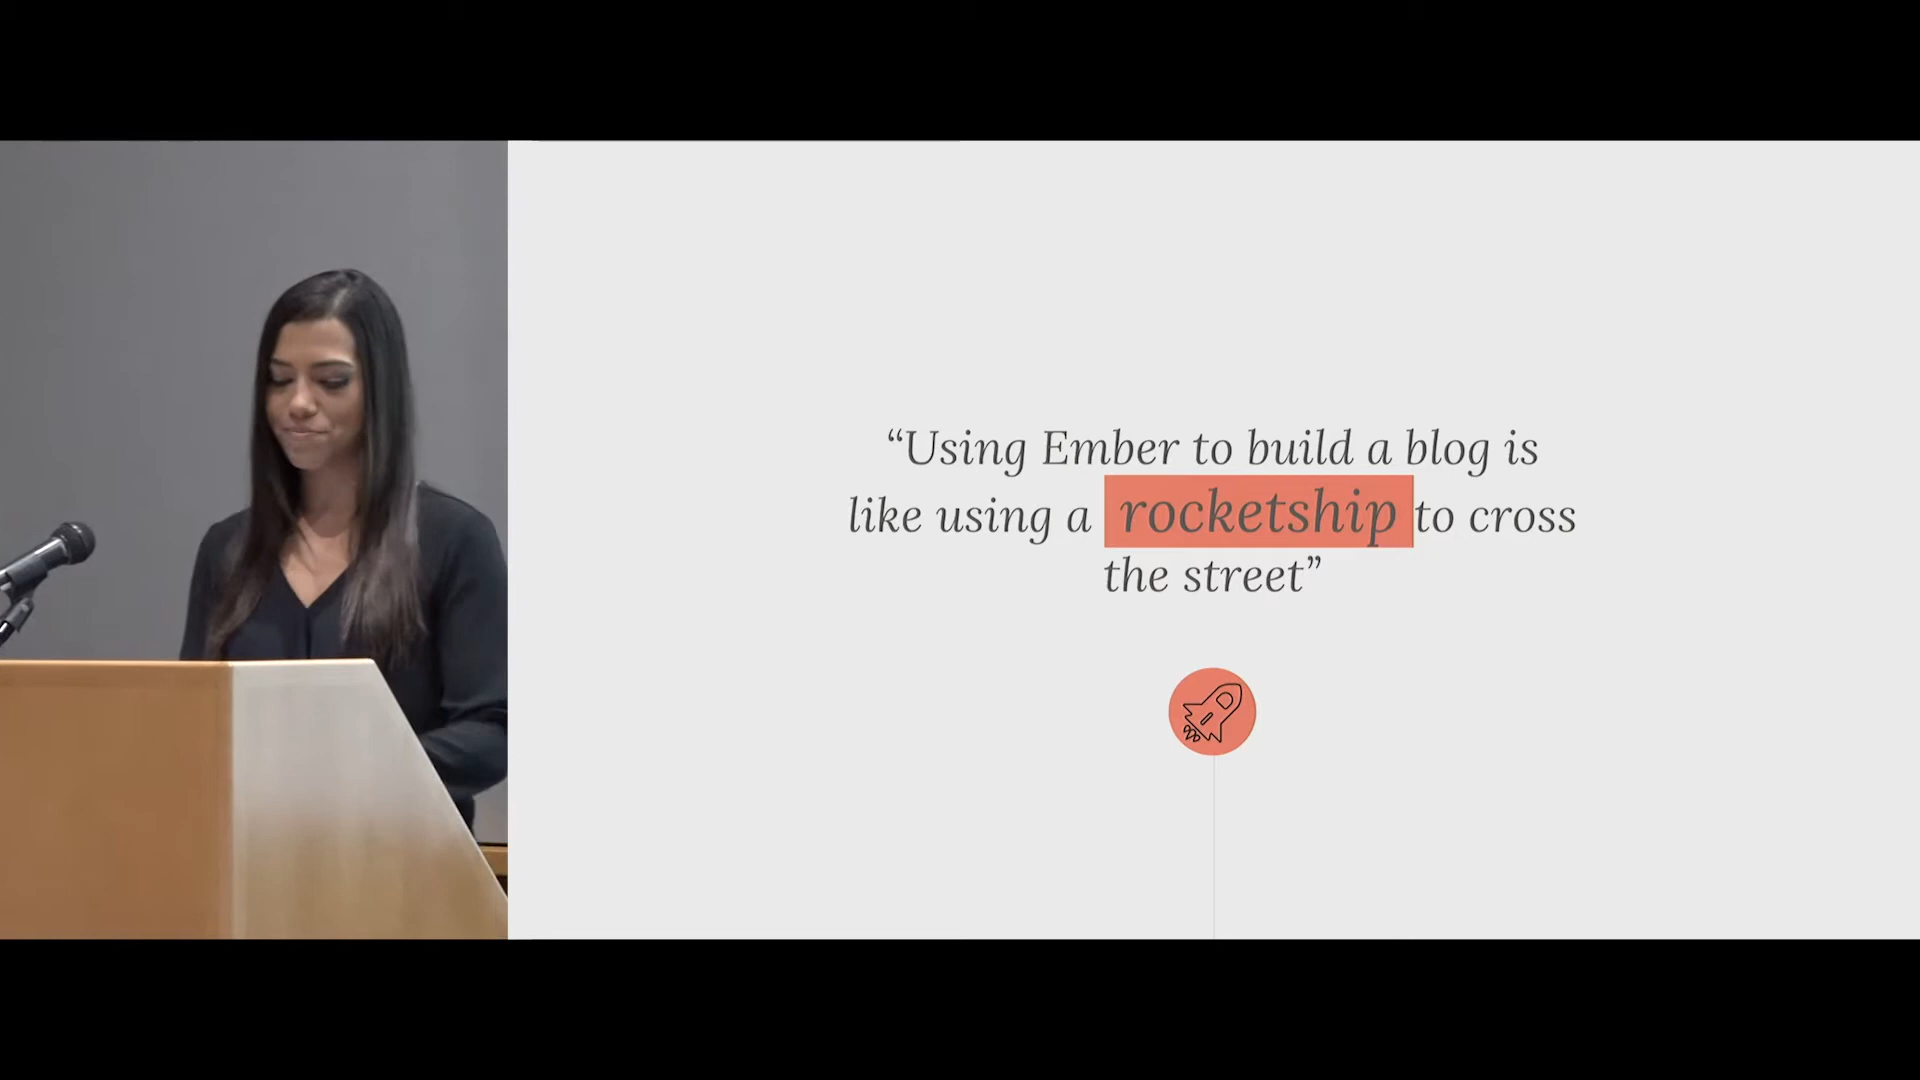 “Using Ember to build a blog is
like using a rocketship to cross
the street”